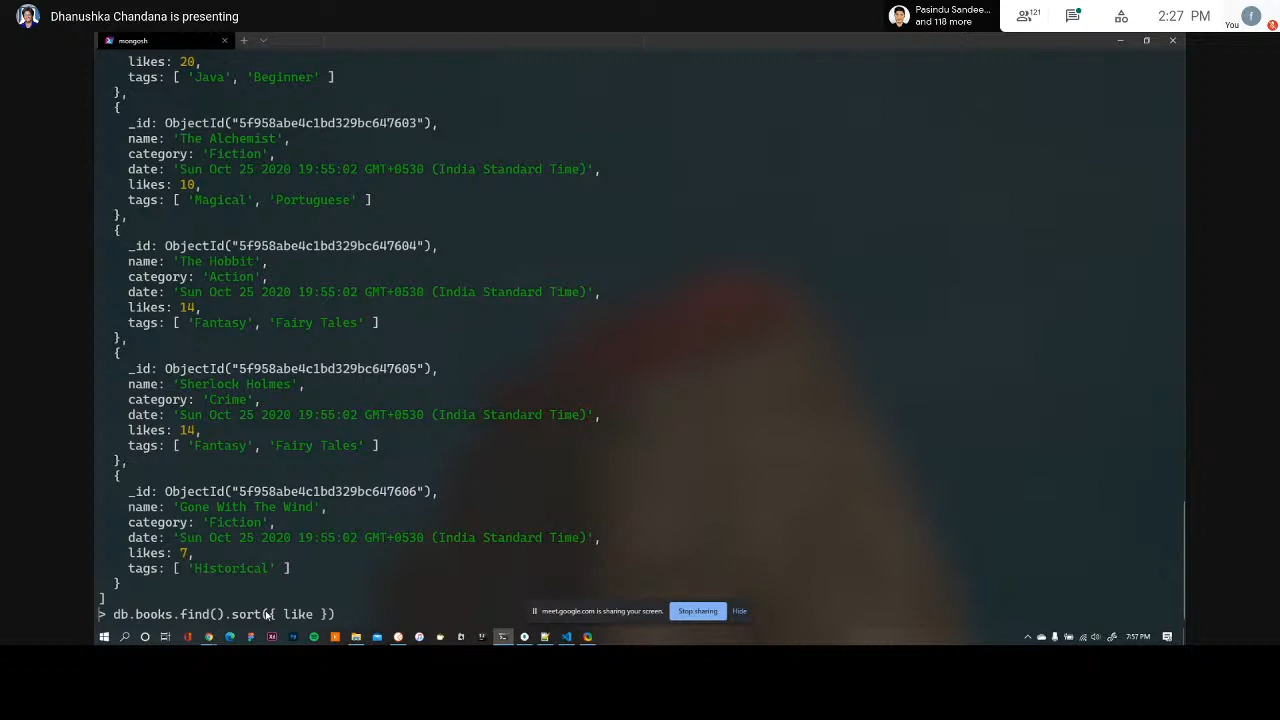 Dhanushka Chandana is presenting
Pasindu Sandee...
and 118 more
121
2:27 PM
f
You
mongosh
likes: 20,
tags: [ 'Java', 'Beginner' ]
},
{
_id: ObjectId("5f958abe4c1bd329bc647603"),
name: 'The Alchemist',
category: 'Fiction',
date: 'Sun Oct 25 2020 19:55:02 GMT+0530 (India Standard Time)',
likes: 10,
tags: [ 'Magical', 'Portuguese' ]
},
{
_id: ObjectId("5f958abe4c1bd329bc647604"),
name: 'The Hobbit',
category: 'Action',
date: 'Sun Oct 25 2020 19:55:02 GMT+0530 (India Standard Time)',
likes: 14,
tags: [ 'Fantasy', 'Fairy Tales' ]
},
{
_id: ObjectId("5f958abe4c1bd329bc647605"),
name: 'Sherlock Holmes',
category: 'Crime',
date: 'Sun Oct 25 2020 19:55:02 GMT+0530 (India Standard Time)',
likes: 14,
tags: [ 'Fantasy', 'Fairy Tales' ]
},
{
_id: ObjectId("5f958abe4c1bd329bc647606"),
name: 'Gone With The Wind',
category: 'Fiction',
date: 'Sun Oct 25 2020 19:55:02 GMT+0530 (India Standard Time)',
likes: 7,
tags: [ 'Historical' ]
}
]
> db.books.find().sort({ like })
meet.google.com is sharing your screen.
Stop sharing
Hide
7:57 PM